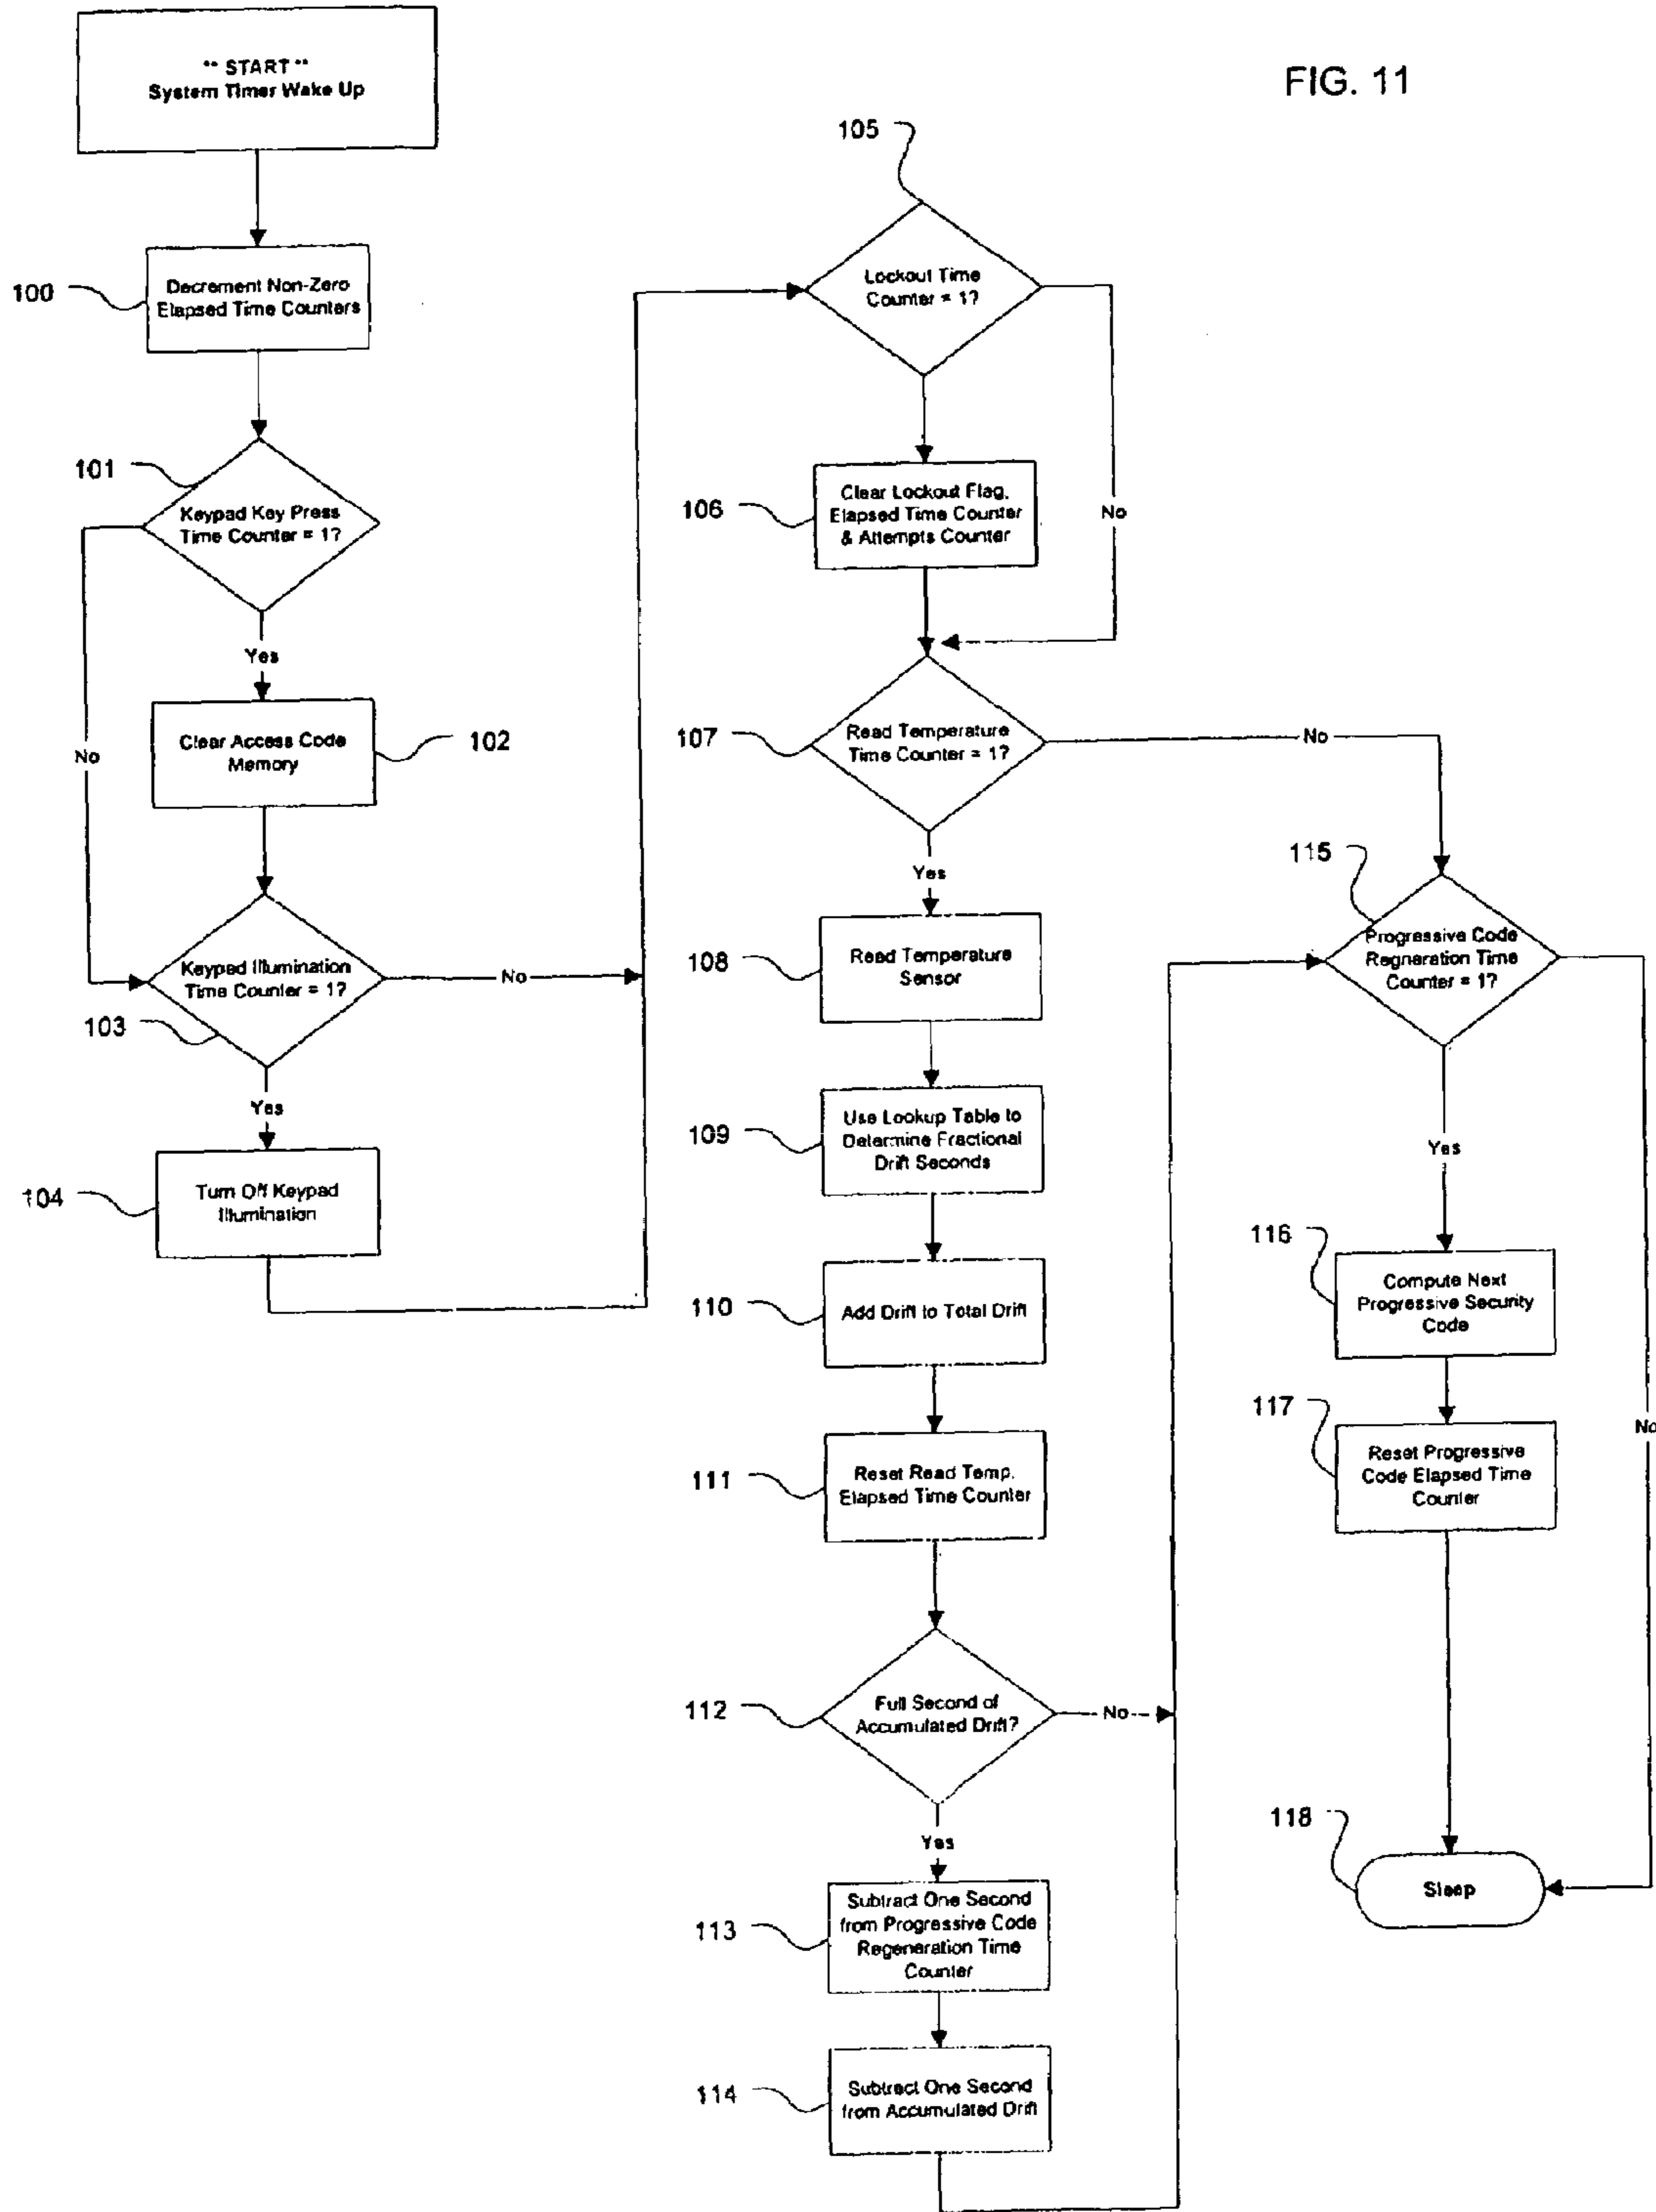 FIG. 11
** START **
System Timer Wake Up
100
Decrement Non-Zero
Elapsed Time Counters
101
Keypad Key Press
Time Counter = 1?
No
Yes
Clear Access Code
Memory
102
Keypad Illumination
Time Counter = 1?
No
103
Yes
104
Turn Off Keypad
Illumination
105
Lockout Time
Counter = 1?
106
Clear Lockout Flag,
Elapsed Time Counter
& Attempts Counter
No
107
Read Temperature
Time Counter = 1?
No
Yes
108
Read Temperature
Sensor
109
Use Lookup Table to
Determine Fractional
Drift Seconds
110
Add Drift to Total Drift
111
Reset Read Temp.
Elapsed Time Counter
112
Full Second of
Accumulated Drift?
No
Yes
113
Subtract One Second
from Progressive Code
Regeneration Time
Counter
114
Subtract One Second
from Accumulated Drift
115
Progressive Code
Regneration Time
Counter = 1?
Yes
No
116
Compute Next
Progressive Security
Code
117
Reset Progressive
Code Elapsed Time
Counter
118
Sleep